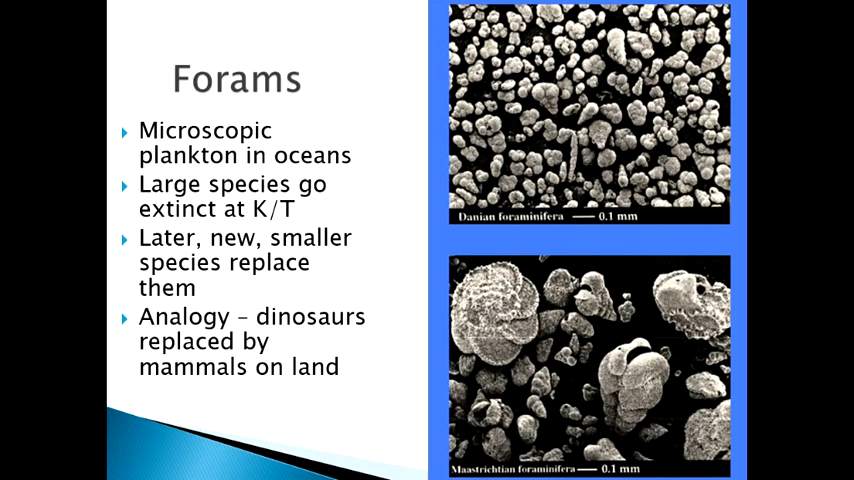 Forams
Microscopic
plankton in oceans
Large species go
extinct at K/T
Later, new, smaller
species replace
them
Analogy – dinosaurs
replaced by
mammals on land
Danian foraminifera 0.1 mm
Maastrichtian foraminifera 0.1 mm